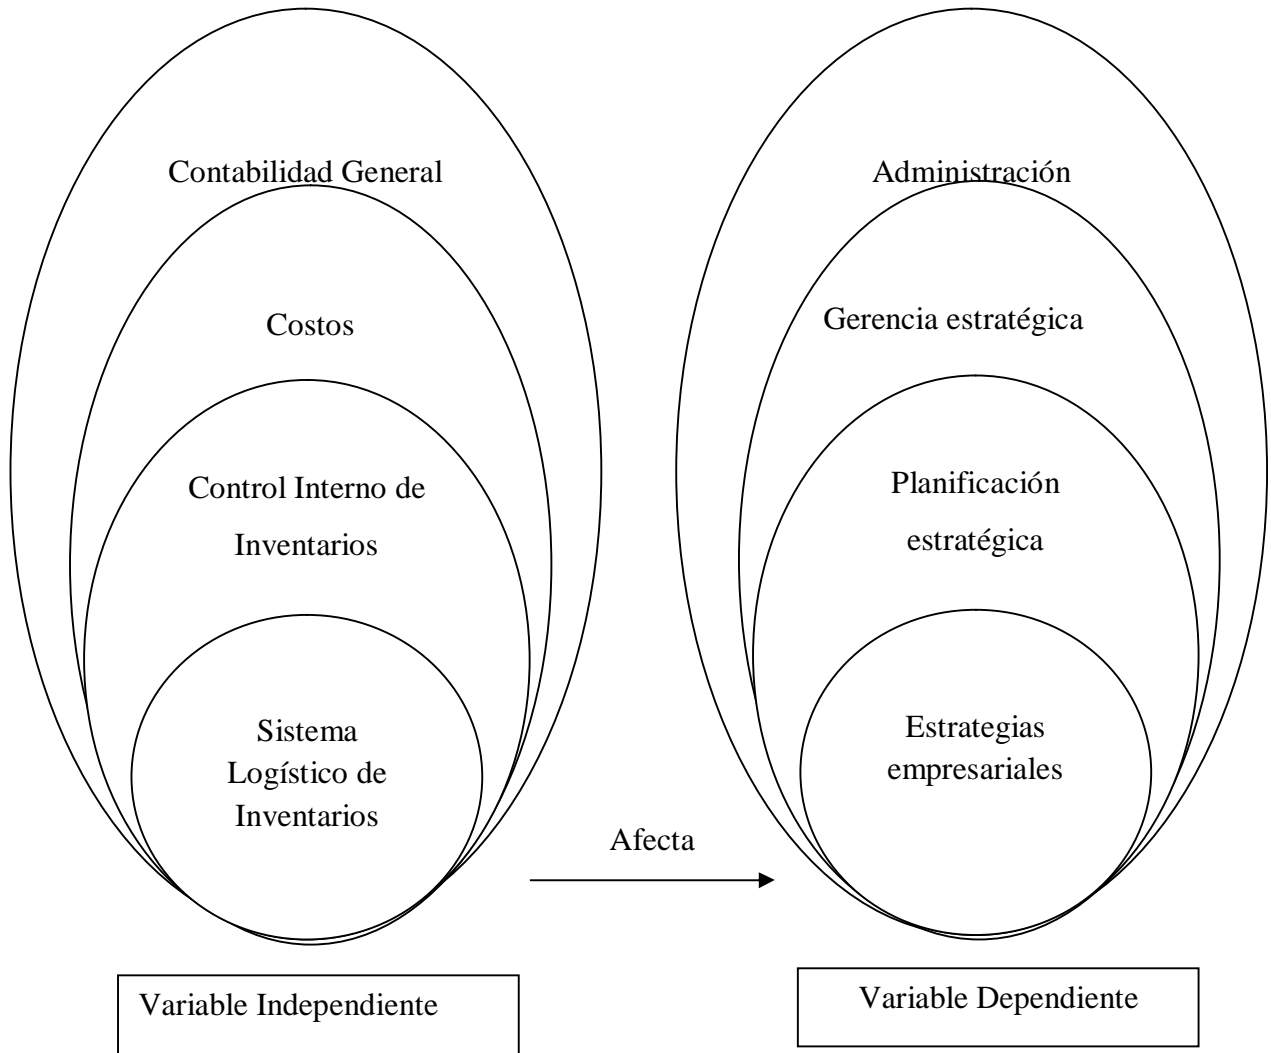 Contabilidad General
Costos
Control Interno de
Inventarios
Sistema
Logístico de
Inventarios
Afecta
Administración
Gerencia estratégica
Planificación
estratégica
Estrategias
empresariales
Variable Independiente
Variable Dependiente